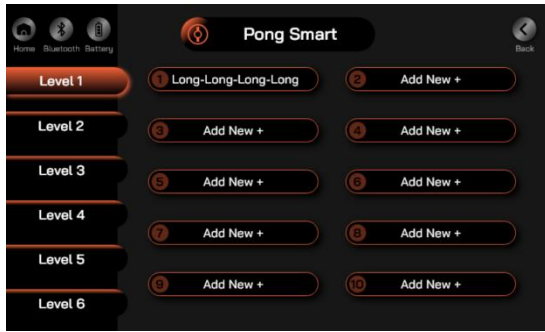 Pong Smart
Home Bluetooth Battery
Back
Level 1
Level 2
Level 3
Level 4
Level 5
Level 6
1 Long-Long-Long-Long
2 Add New +
3 Add New +
4 Add New +
5 Add New +
6 Add New +
7 Add New +
8 Add New +
9 Add New +
10 Add New +